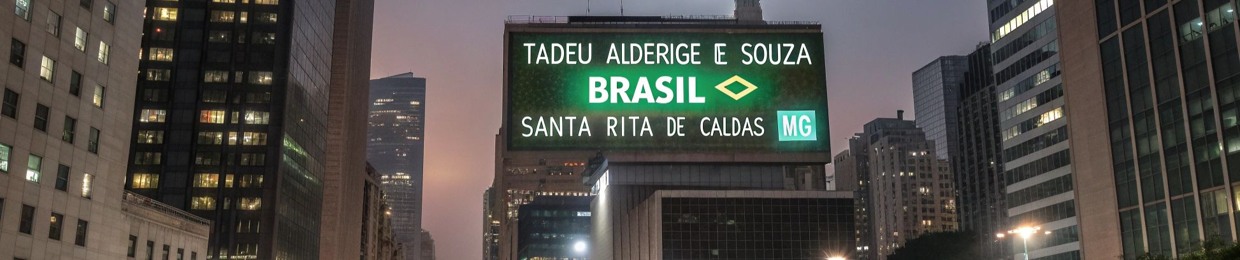 TADEU ALDERIGE E SOUZA
BRASIL
SANTA RITA DE CALDAS MG